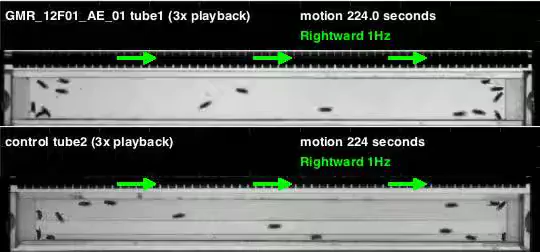 GMR_12F01_AE_01 tube1 (3x playback) motion 224.0 seconds
Rightward 1Hz
control tube2 (3x playback) motion 224 seconds
Rightward 1Hz